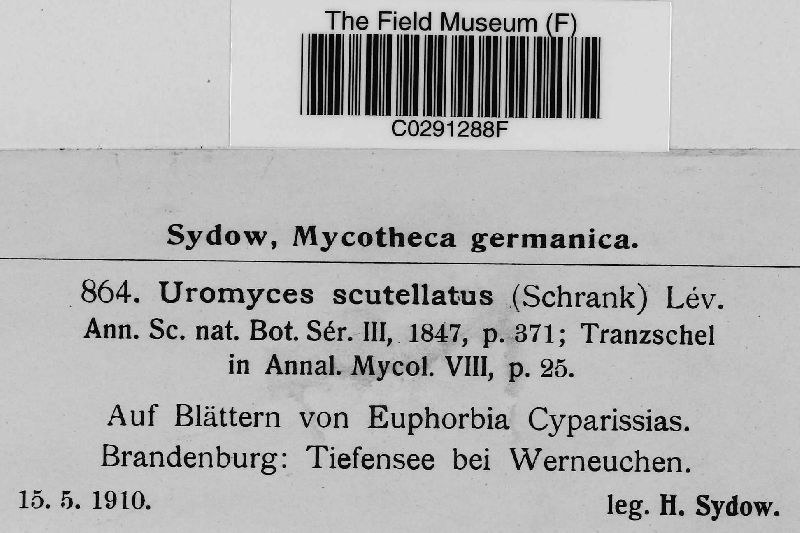 The Field Museum (F)
C0291288F
Sydow, Mycotheca germanica.
864. Uromyces scutellatus (Schrank) Lév.
Ann. Sc. nat. Bot. Sér. III, 1847, p. 371; Tranzschel
in Annal. Mycol. VIII, p. 25.
Auf Blättern von Euphorbia Cyparissias.
Brandenburg: Tiefensee bei Werneuchen.
15. 5. 1910. leg. H. Sydow.